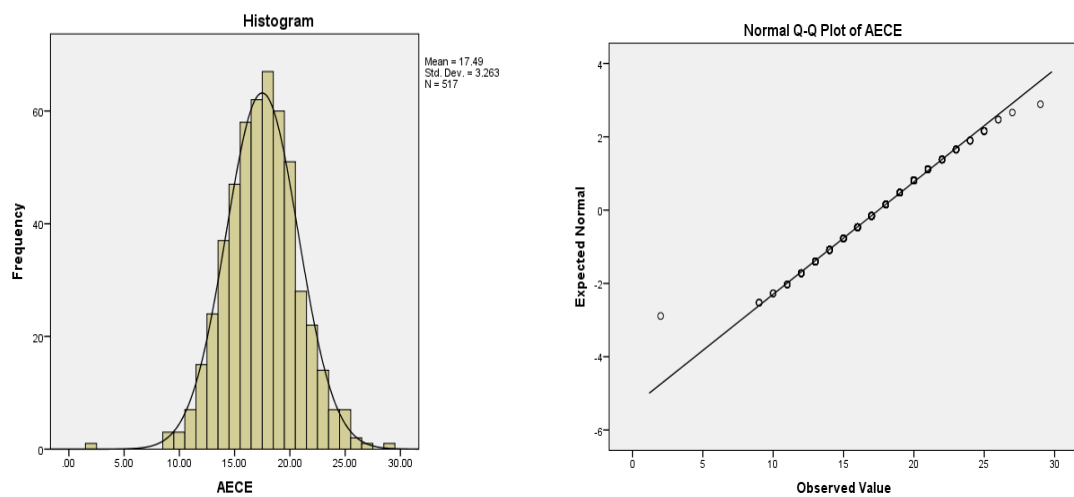 Histogram
Mean = 17.49
Std. Dev. = 3.263
N = 517
Frequency
60
40
20
0
.00 5.00 10.00 15.00 20.00 25.00 30.00
AECE
Normal Q-Q Plot of AECE
Expected Normal
4
2
0
-2
-4
-6
0 5 10 15 20 25 30
Observed Value